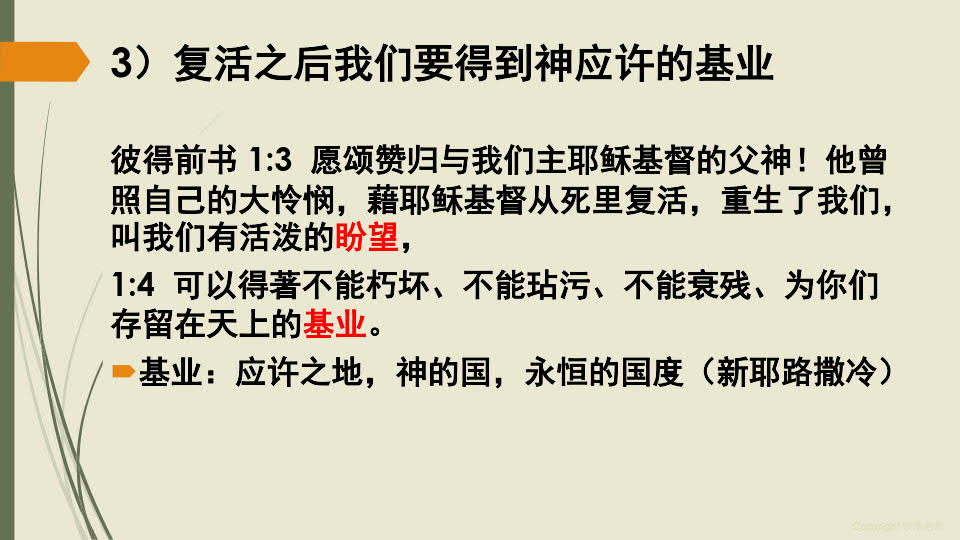 3）复活之后我们要得到神应许的基业
彼得前书 1:3  愿颂赞归与我们主耶稣基督的父神！他曾
照自己的大怜悯，藉耶稣基督从死里复活，重生了我们，
叫我们有活泼的盼望，
1:4  可以得著不能朽坏、不能玷污、不能衰残、为你们
存留在天上的基业。
基业：应许之地，神的国，永恒的国度（新耶路撒冷）
Copyright